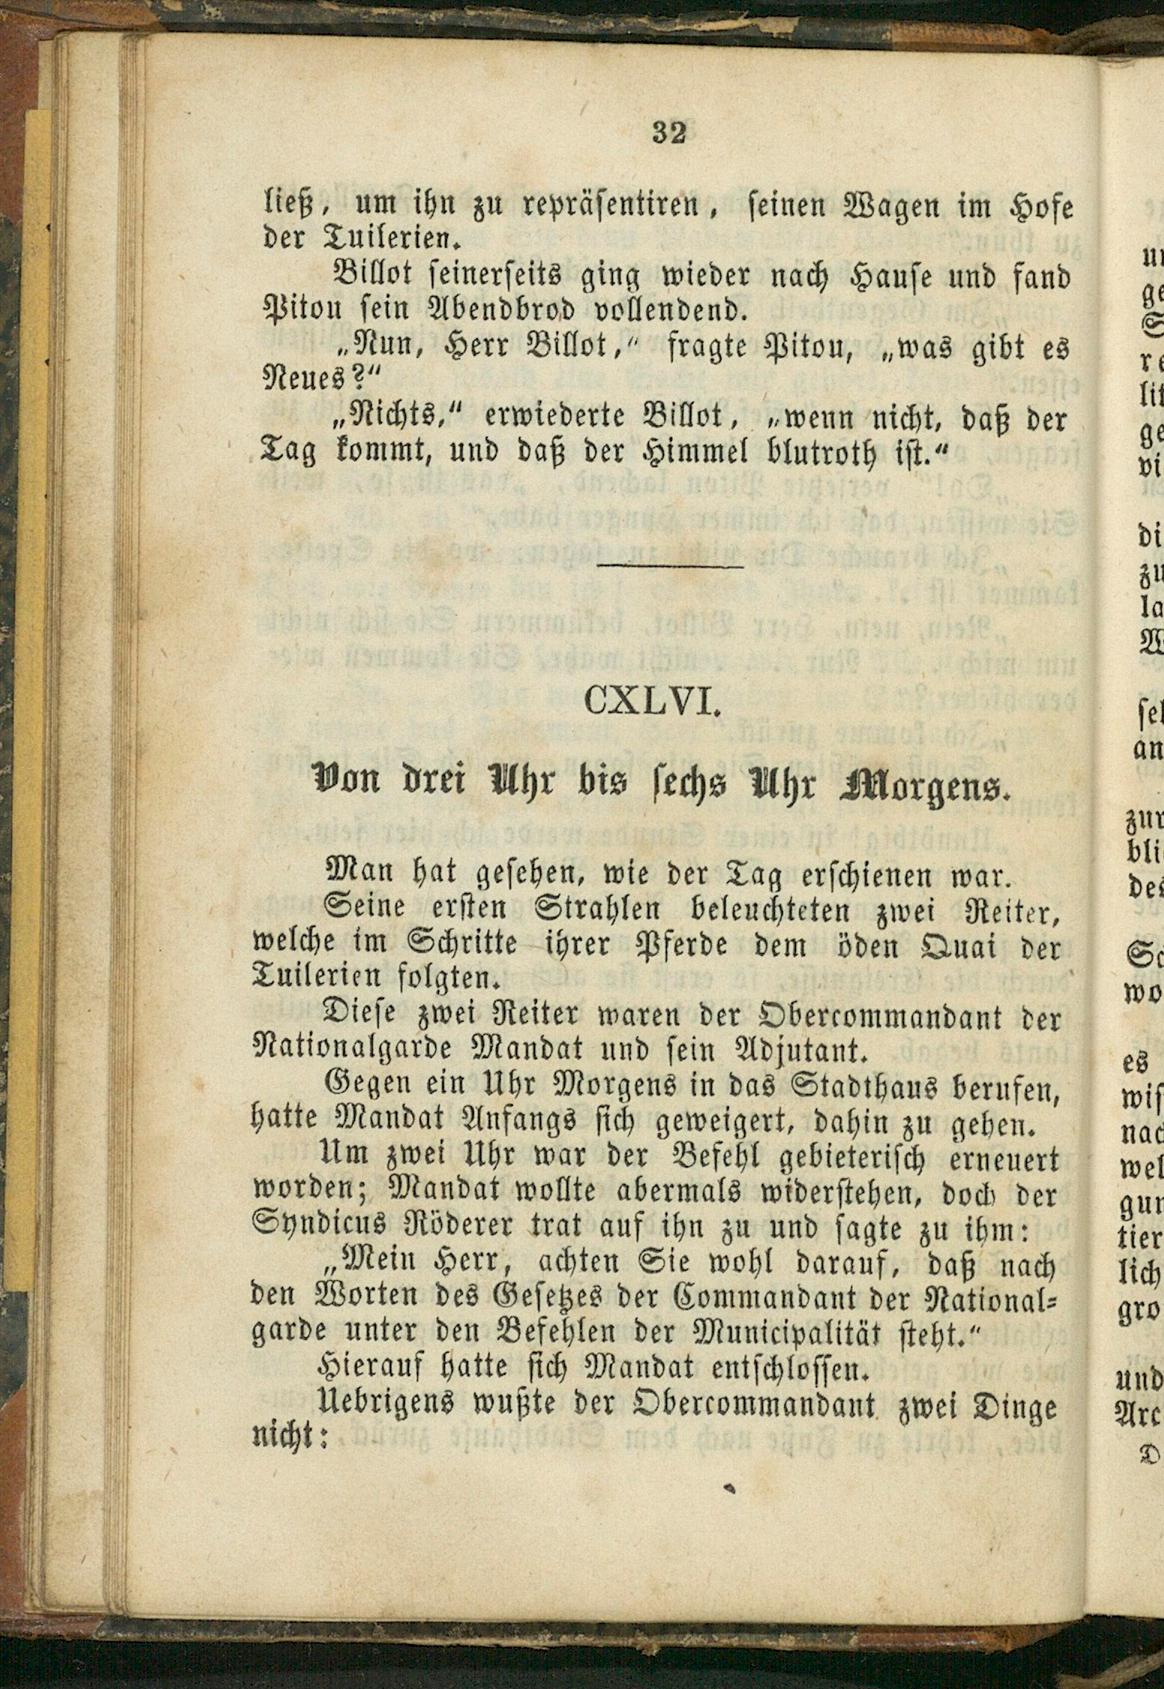 32
ließ, um ihn zu repräsentiren, seinen Wagen im Hofe
der Tuilerien.
Billot seinerseits ging wieder nach Hause und fand
Pitou sein Abendbrod vollendend.
„Nun, Herr Billot,“ fragte Pitou, „was gibt es
Neues?“
„Nichts,“ erwiederte Billot, „wenn nicht, daß der
Tag kommt, und daß der Himmel blutroth ist.“
CXLVI.
Von drei Uhr bis sechs Uhr Morgens.
Man hat gesehen, wie der Tag erschienen war.
Seine ersten Strahlen beleuchteten zwei Reiter,
welche im Schritte ihrer Pferde dem öden Quai der
Tuilerien folgten.
Diese zwei Reiter waren der Obercommandant der
Nationalgarde Mandat und sein Adjutant.
Gegen ein Uhr Morgens in das Stadthaus berufen,
hatte Mandat Anfangs sich geweigert, dahin zu gehen.
Um zwei Uhr war der Befehl gebieterisch erneuert
worden; Mandat wollte abermals widerstehen, doch der
Syndicus Röderer trat auf ihn zu und sagte zu ihm:
„Mein Herr, achten Sie wohl darauf, daß nach
den Worten des Gesetzes der Commandant der National-
garde unter den Befehlen der Municipalität steht.“
Hierauf hatte sich Mandat entschlossen.
Uebrigens wußte der Obercommandant zwei Dinge
nicht: